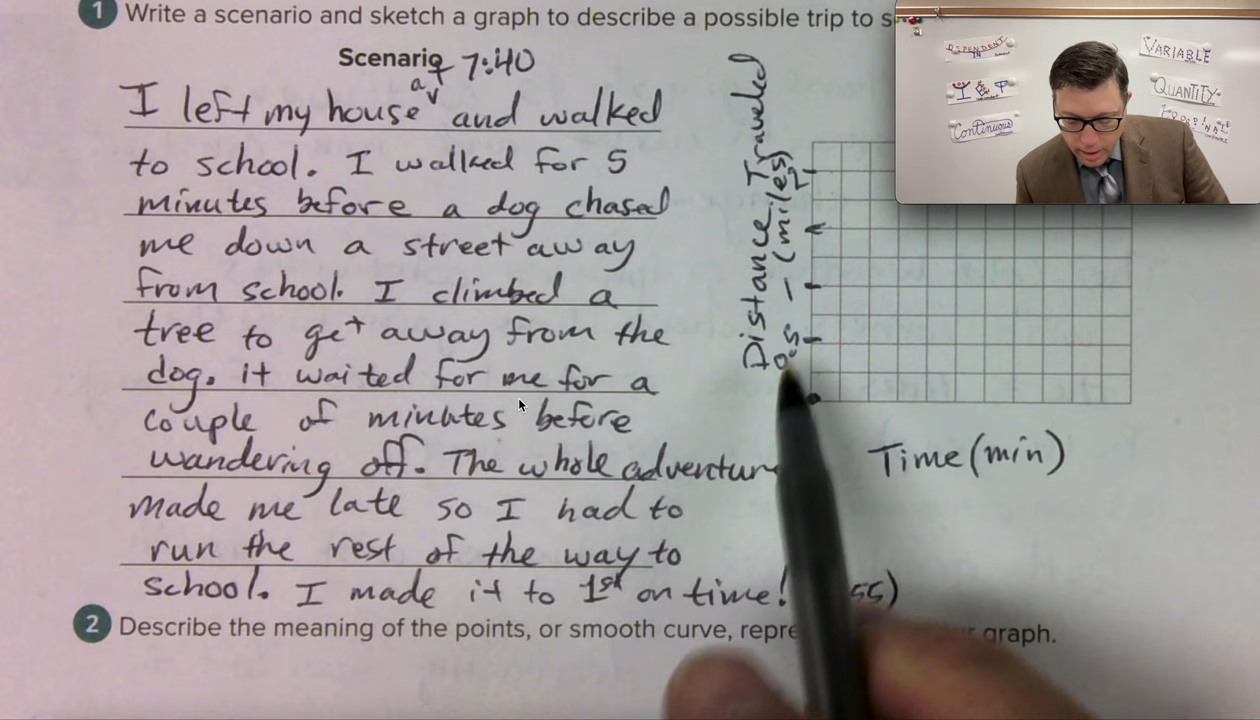 1 Write a scenario and sketch a graph to describe a possible trip to s
Scenario
at 7:40
I left my house and walked
to school. I walked for 5
minutes before a dog chased
me down a street away
from school. I climbed a
tree to get away from the
dog. it waited for me for a
couple of minutes before
wandering off. The whole adventure
made me late so I had to
run the rest of the way to
school. I made it to 1st on time! 55)
Distance Traveled
(miles)
Time (min)
2 Describe the meaning of the points, or smooth curve, repre graph.
DEPENDENT
VARIABLE
QUANTITY
Continuous